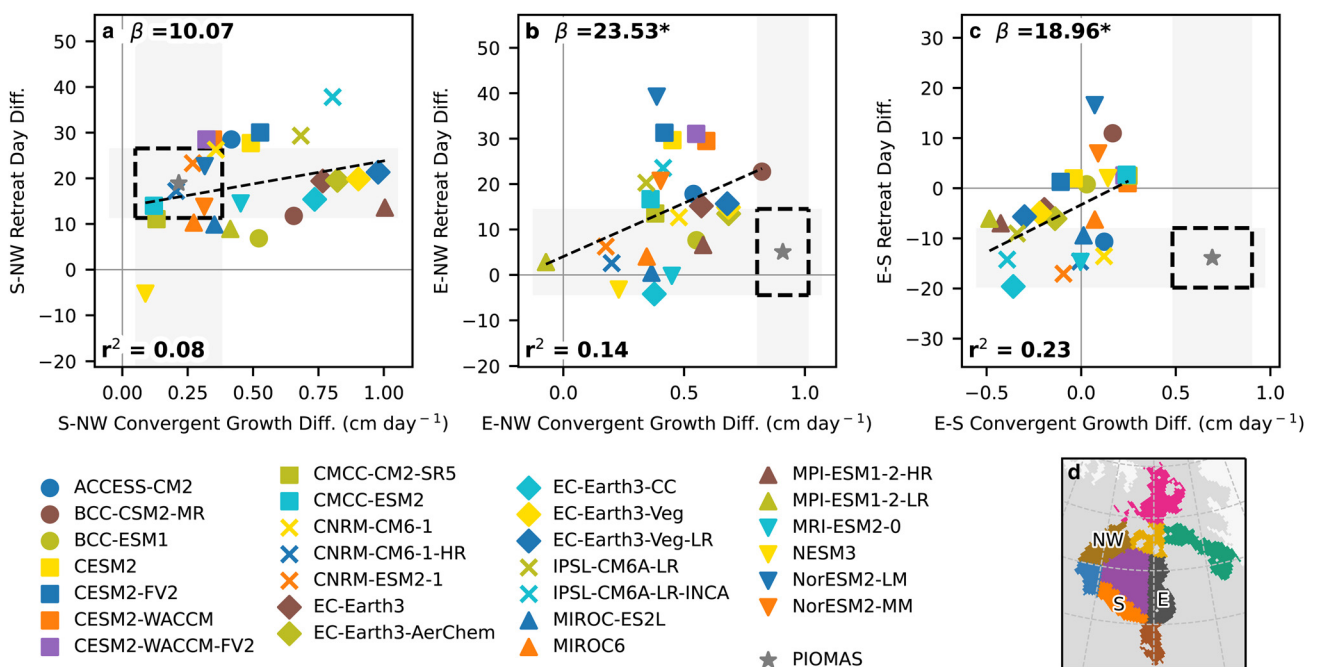 a β =10.07
S-NW Retreat Day Diff.
50
40
30
20
10
0
−10
−20
r² = 0.08
0.00 0.25 0.50 0.75 1.00
S-NW Convergent Growth Diff. (cm day⁻¹)
b β =23.53*
E-NW Retreat Day Diff.
50
40
30
20
10
0
−10
−20
r² = 0.14
0.0 0.5 1.0
E-NW Convergent Growth Diff. (cm day⁻¹)
c β =18.96*
E-S Retreat Day Diff.
30
20
10
0
−10
−20
−30
r² = 0.23
−0.5 0.0 0.5 1.0
E-S Convergent Growth Diff. (cm day⁻¹)
ACCESS-CM2
BCC-CSM2-MR
BCC-ESM1
CESM2
CESM2-FV2
CESM2-WACCM
CESM2-WACCM-FV2
CMCC-CM2-SR5
CMCC-ESM2
CNRM-CM6-1
CNRM-CM6-1-HR
CNRM-ESM2-1
EC-Earth3
EC-Earth3-AerChem
EC-Earth3-CC
EC-Earth3-Veg
EC-Earth3-Veg-LR
IPSL-CM6A-LR
IPSL-CM6A-LR-INCA
MIROC-ES2L
MIROC6
MPI-ESM1-2-HR
MPI-ESM1-2-LR
MRI-ESM2-0
NESM3
NorESM2-LM
NorESM2-MM
PIOMAS
d
NW
S E